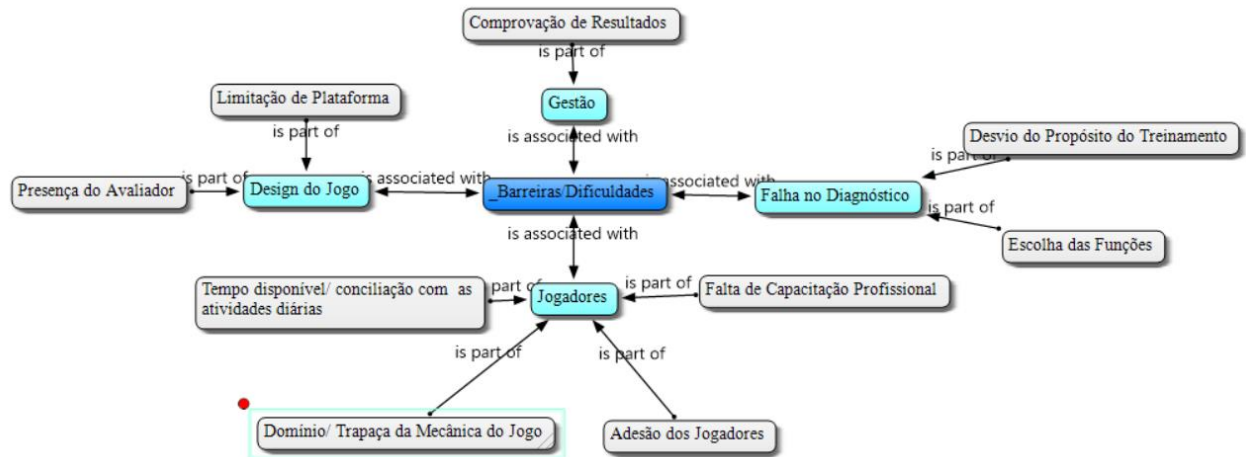 Comprovação de Resultados
is part of
Limitação de Plataforma
Gestão
is part of
is associated with
Desvio do Propósito do Treinamento
is part of
Presença do Avaliador
is part of
Design do Jogo
is associated with
_Barreiras/Dificuldades
is associated with
Falha no Diagnóstico
is part of
Escolha das Funções
is associated with
Tempo disponível/ conciliação com as
atividades diárias
part of
Jogadores
is part of
Falta de Capacitação Profissional
is part of
is part of
Domínio/ Trapaça da Mecânica do Jogo
Adesão dos Jogadores